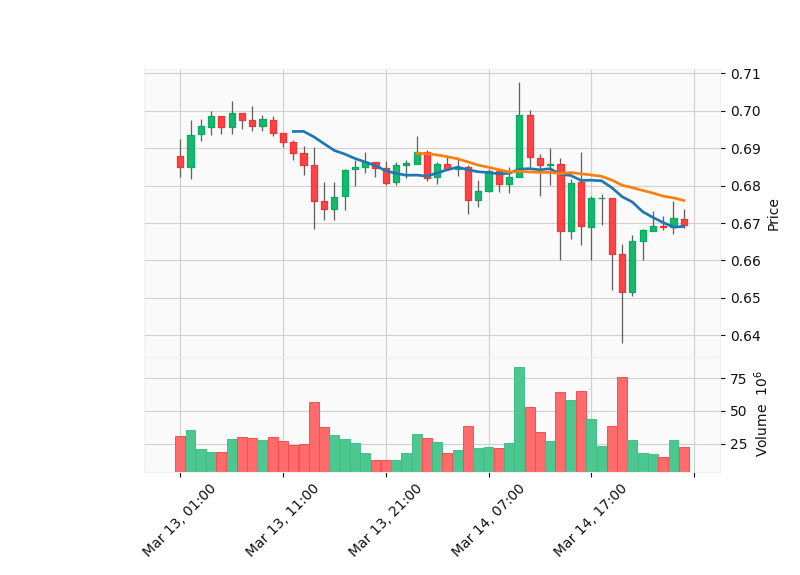 0.71
0.70
0.69
0.68
0.67
0.66
0.65
0.64
Price
75
50
25
Volume 10⁶
Mar 13, 01:00
Mar 13, 11:00
Mar 13, 21:00
Mar 14, 07:00
Mar 14, 17:00